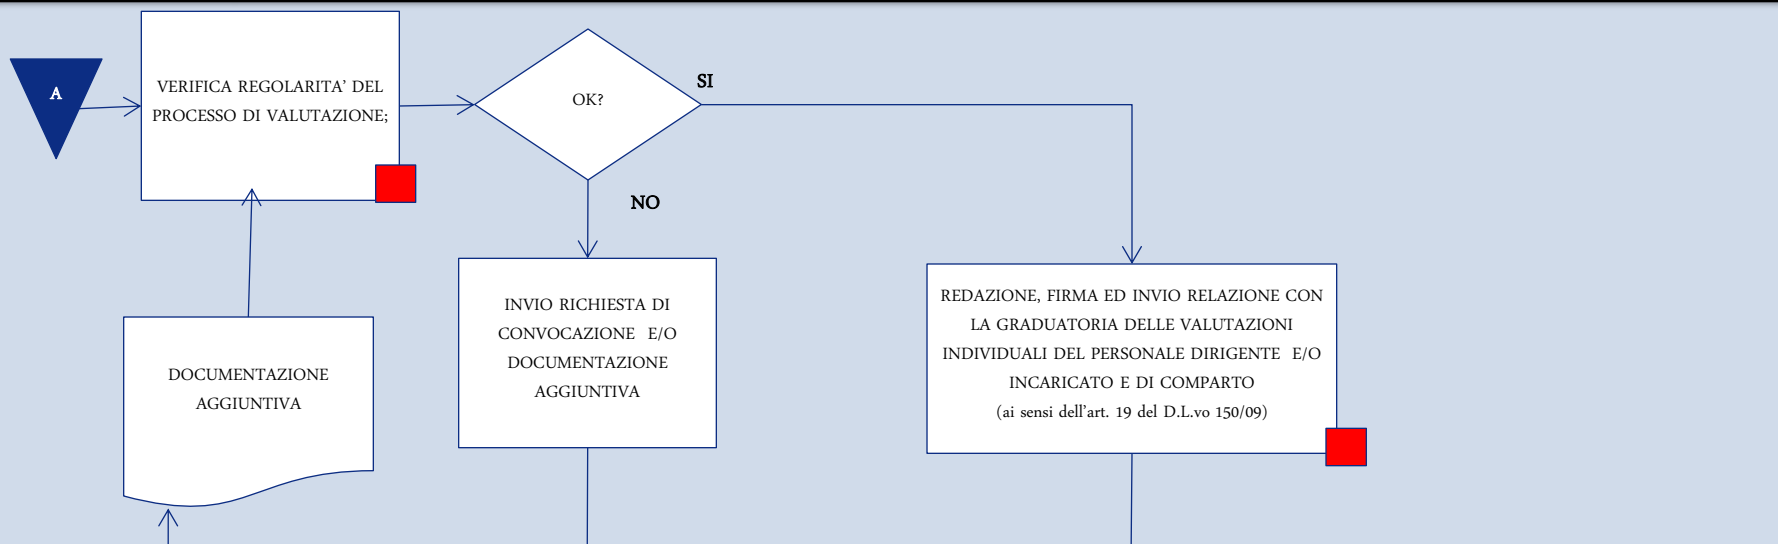 A
VERIFICA REGOLARITA’ DEL
PROCESSO DI VALUTAZIONE;
OK?
SI
NO
INVIO RICHIESTA DI
CONVOCAZIONE E/O
DOCUMENTAZIONE
AGGIUNTIVA
REDAZIONE, FIRMA ED INVIO RELAZIONE CON
LA GRADUATORIA DELLE VALUTAZIONI
INDIVIDUALI DEL PERSONALE DIRIGENTE E/O
INCARICATO E DI COMPARTO
(ai sensi dell’art. 19 del D.L.vo 150/09)
DOCUMENTAZIONE
AGGIUNTIVA